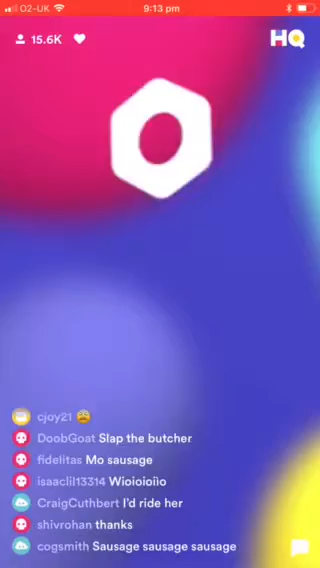 O2-UK 9:13 pm
15.6K HQ
cjoy21 😩
DoobGoat Slap the butcher
fidelitas Mo sausage
isaaclil13314 Wioioioïio
CraigCuthbert I'd ride her
shivrohan thanks
cogsmith Sausage sausage sausage